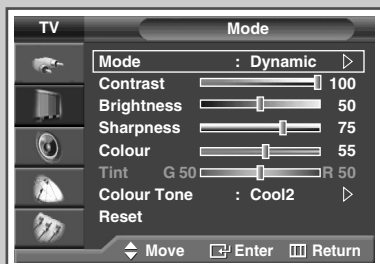 TV Mode
Mode : Dynamic
Contrast 100
Brightness 50
Sharpness 75
Colour 55
Tint G 50 R 50
Colour Tone : Cool2
Reset
Move Enter Return